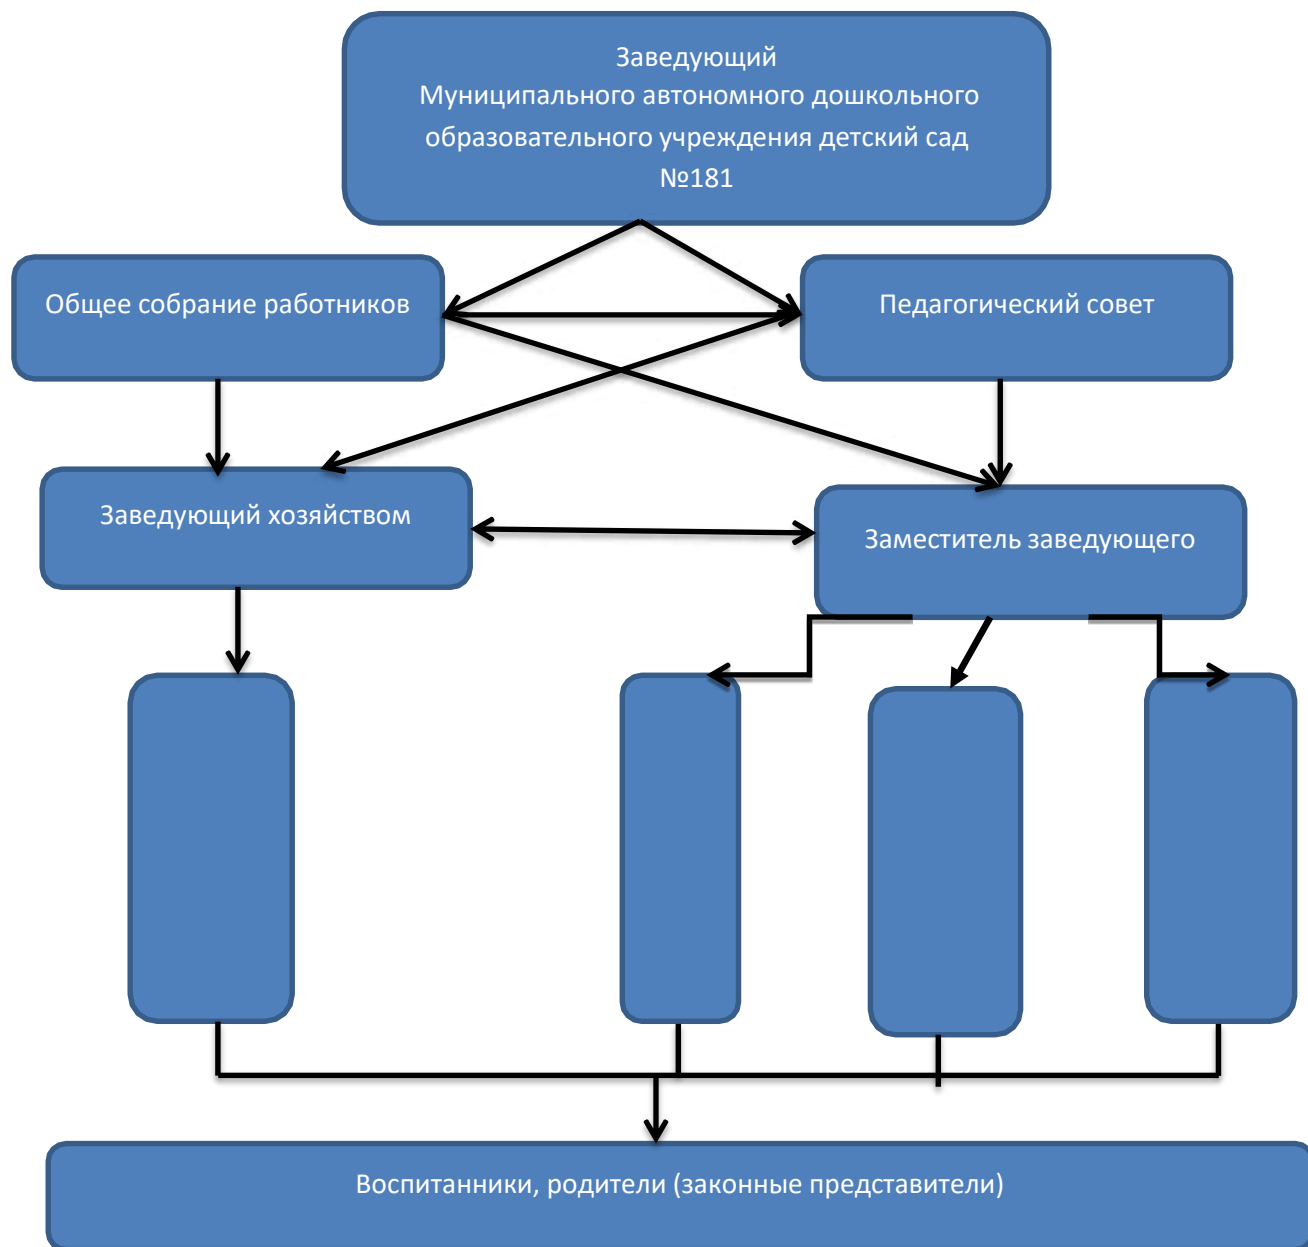 Заведующий
Муниципального автономного дошкольного
образовательного учреждения детский сад
№181
Общее собрание работников
Педагогический совет
Заведующий хозяйством
Заместитель заведующего
Воспитанники, родители (законные представители)